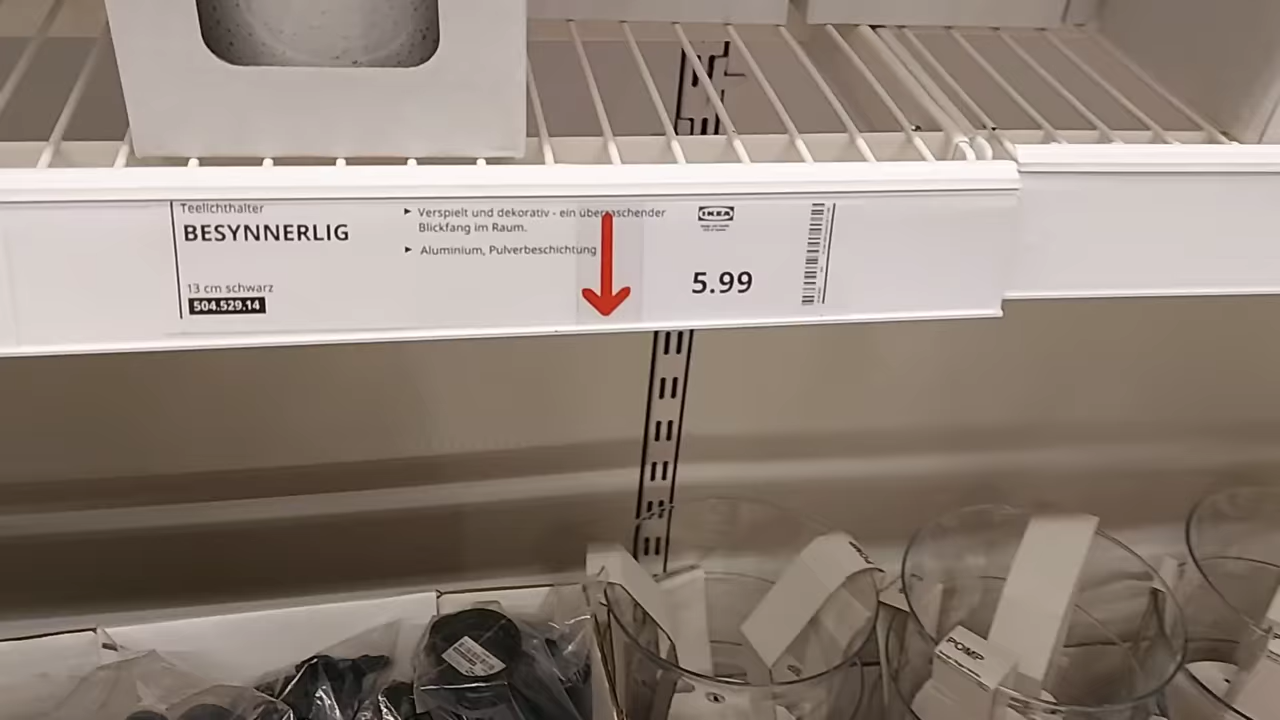 Teelichthalter
BESYNNERLIG
13 cm schwarz
504.529.14
Verspielt und dekorativ - ein überraschender
Blickfang im Raum.
Aluminium, Pulverbeschichtung
IKEA
5.99
POMP
POMP